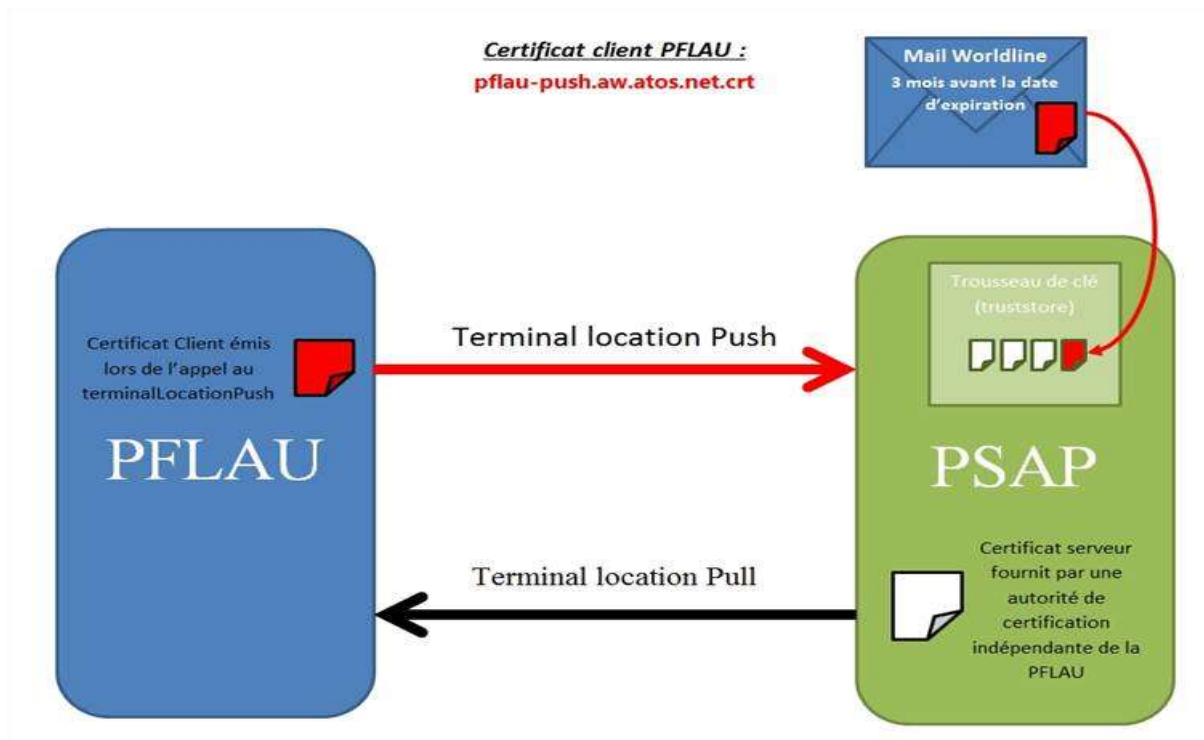 Certificat client PFLAU :
pflau-push.aw.atos.net.crt
Mail Worldline
3 mois avant la date
d'expiration
Trousseau de clé
(truststore)
Certificat Client émis
lors de l'appel au
terminalLocationPush
PFLAU
Terminal location Push
PSAP
Terminal location Pull
Certificat serveur
fournit par une
autorité de
certification
indépendante de la
PFLAU